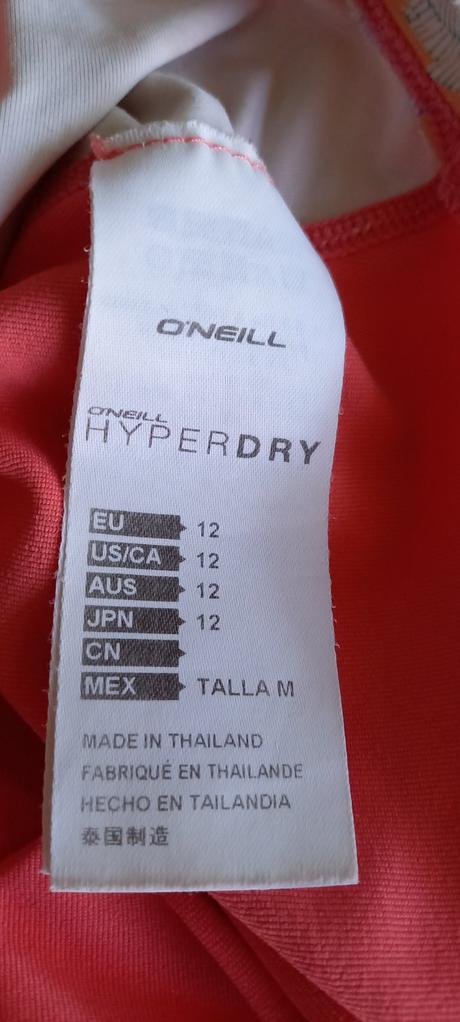 O'NEILL
O'NEILL
HYPERDRY
EU 12
US/CA 12
AUS 12
JPN 12
CN
MEX TALLA M
MADE IN THAILAND
FABRIQUÉ EN THAILANDE
HECHO EN TAILANDIA
泰国制造